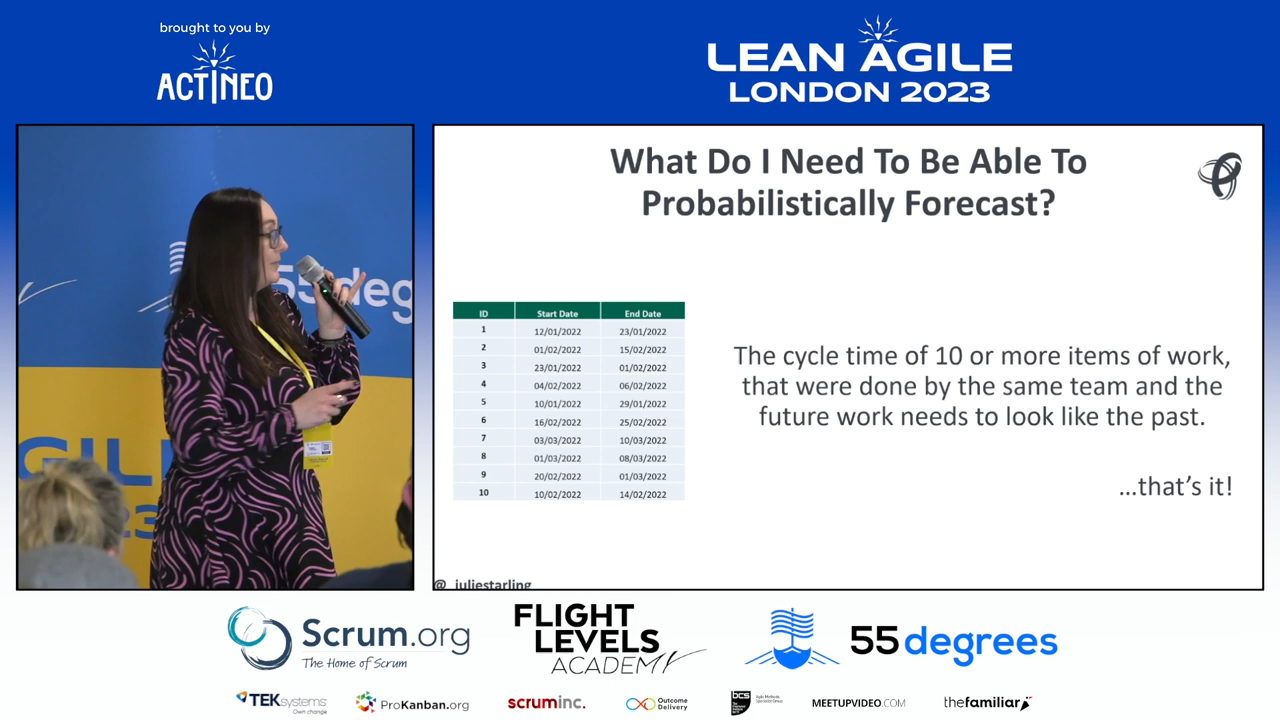 brought to you by
ACTINEO
LEAN AGILE
LONDON 2023
55deg
GIL
23
What Do I Need To Be Able To
Probabilistically Forecast?
ID Start Date End Date
1 12/01/2022 23/01/2022
2 01/02/2022 15/02/2022
3 23/01/2022 01/02/2022
4 04/02/2022 06/02/2022
5 10/01/2022 29/01/2022
6 16/02/2022 25/02/2022
7 03/03/2022 10/03/2022
8 01/03/2022 08/03/2022
9 20/02/2022 01/03/2022
10 10/02/2022 14/02/2022
The cycle time of 10 or more items of work,
that were done by the same team and the
future work needs to look like the past.
...that's it!
@_juliestarling
Scrum.org
The Home of Scrum
FLIGHT
LEVELS
ACADEMY
55degrees
TEKsystems
Own change
ProKanban.org
scruminc.
Outcome
Delivery
bcs
MEETUPVIDEO.COM
thefamiliar